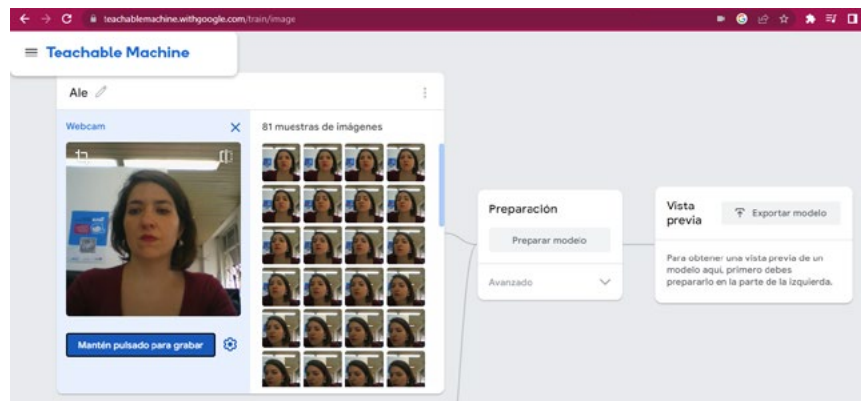 teachablemachine.withgoogle.com/train/image
Teachable Machine
Ale
Webcam
81 muestras de imágenes
Mantén pulsado para grabar
Preparación
Preparar modelo
Avanzado
Vista previa
Exportar modelo
Para obtener una vista previa de un
modelo aquí, primero debes
prepararlo en la parte de la izquierda.